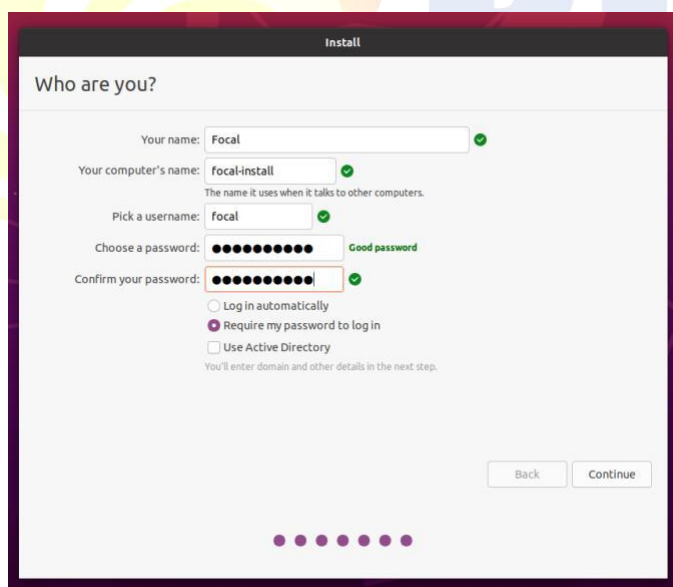 Install
Who are you?
Your name: Focal
Your computer's name: focal-install
The name it uses when it talks to other computers.
Pick a username: focal
Choose a password: ●●●●●●●●●● Good password
Confirm your password: ●●●●●●●●●●
Log in automatically
Require my password to log in
Use Active Directory
You'll enter domain and other details in the next step.
Back Continue